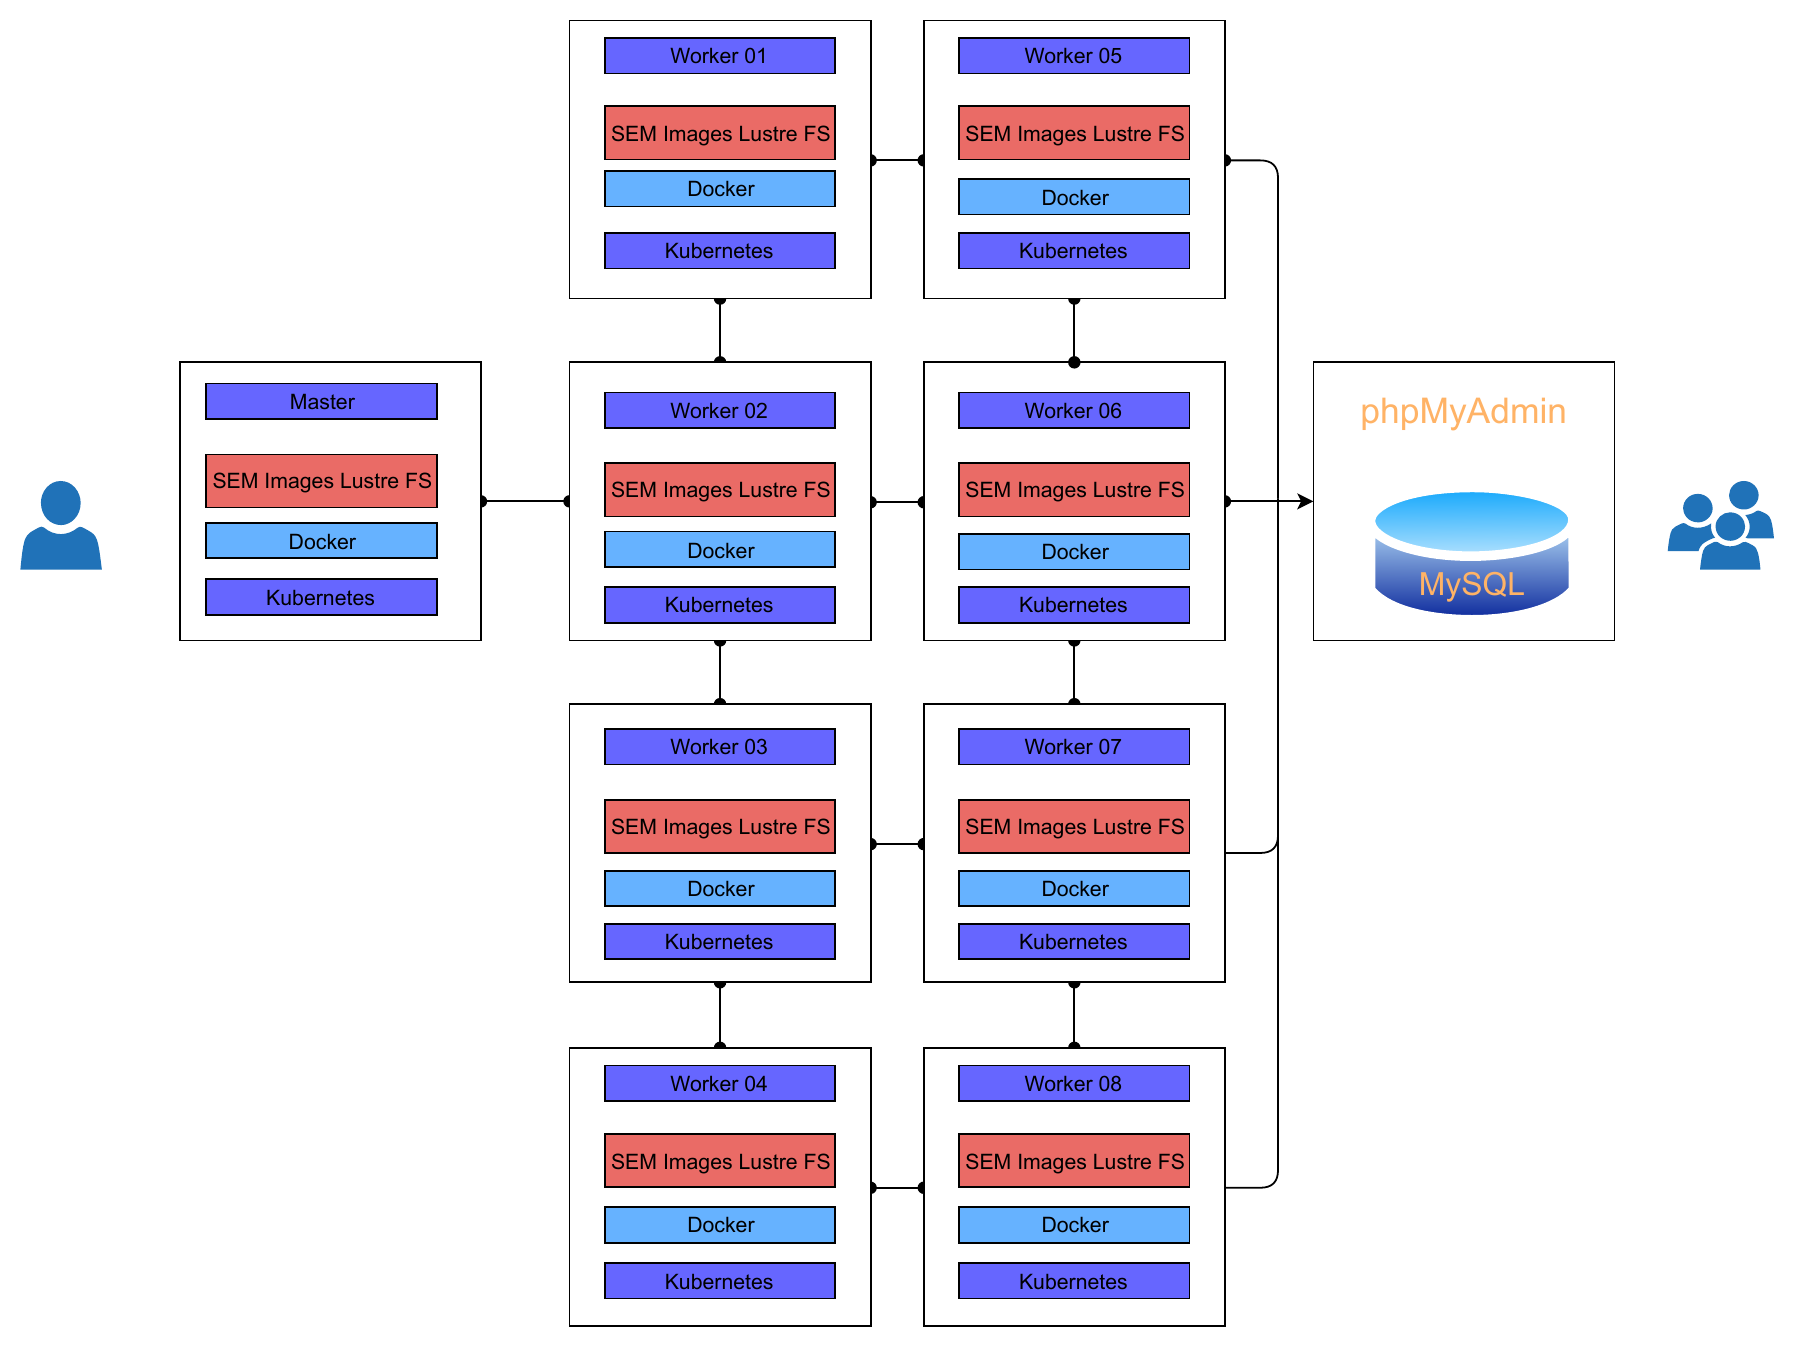 Master
SEM Images Lustre FS
Docker
Kubernetes
Worker 01
SEM Images Lustre FS
Docker
Kubernetes
Worker 02
SEM Images Lustre FS
Docker
Kubernetes
Worker 03
SEM Images Lustre FS
Docker
Kubernetes
Worker 04
SEM Images Lustre FS
Docker
Kubernetes
Worker 05
SEM Images Lustre FS
Docker
Kubernetes
Worker 06
SEM Images Lustre FS
Docker
Kubernetes
Worker 07
SEM Images Lustre FS
Docker
Kubernetes
Worker 08
SEM Images Lustre FS
Docker
Kubernetes
phpMyAdmin
MySQL